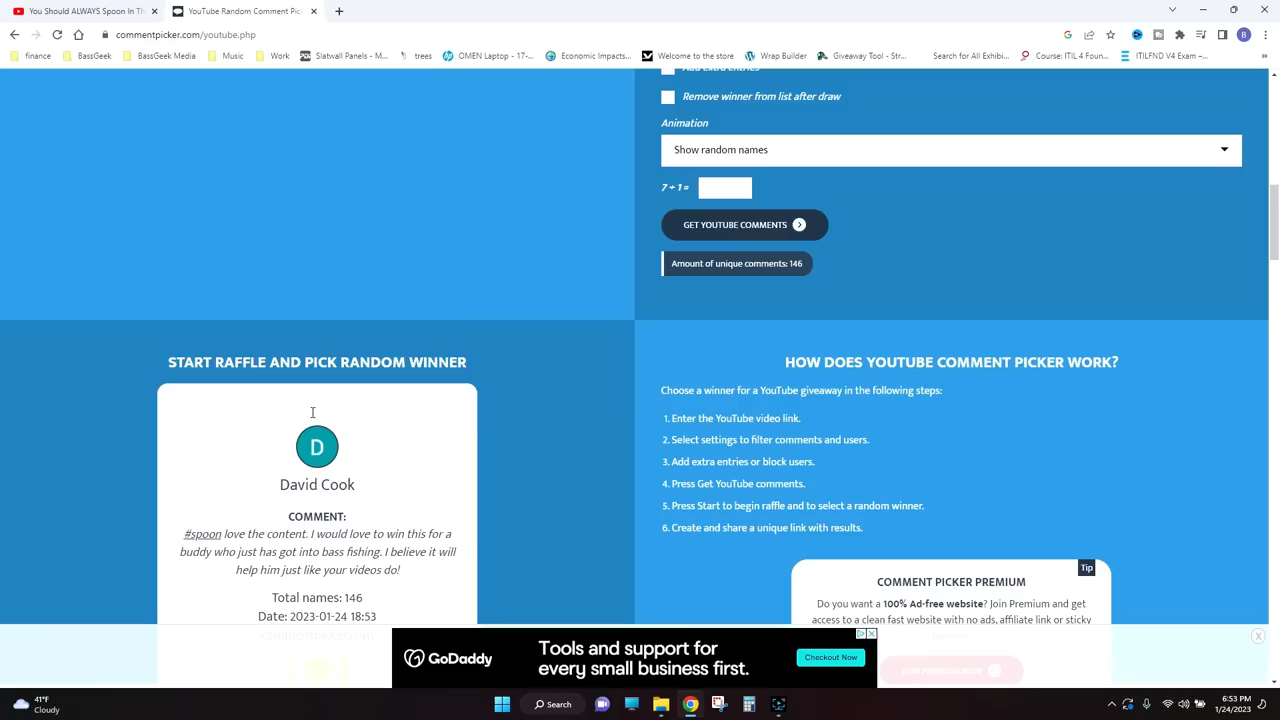 You Should ALWAYS Spoon In Th
YouTube Random Comment Pic
commentpicker.com/youtube.php
finance
BassGeek
BassGeek Media
Music
Work
Slatwall Panels - M...
trees
OMEN Laptop - 17-...
Economic Impacts...
Welcome to the store
Wrap Builder
Giveaway Tool - Str...
Search for All Exhibi...
Course: ITIL 4 Foun...
ITILFND V4 Exam –...
Add extra entries
Remove winner from list after draw
Animation
Show random names
7 + 1 =
GET YOUTUBE COMMENTS
Amount of unique comments: 146
START RAFFLE AND PICK RANDOM WINNER
D
David Cook
COMMENT:
#spoon love the content. I would love to win this for a
buddy who just has got into bass fishing. I believe it will
help him just like your videos do!
Total names: 146
Date: 2023-01-24 18:53
commentpicker.com
HOW DOES YOUTUBE COMMENT PICKER WORK?
Choose a winner for a YouTube giveaway in the following steps:
1. Enter the YouTube video link.
2. Select settings to filter comments and users.
3. Add extra entries or block users.
4. Press Get YouTube comments.
5. Press Start to begin raffle and to select a random winner.
6. Create and share a unique link with results.
Tip
COMMENT PICKER PREMIUM
Do you want a 100% Ad-free website? Join Premium and get
access to a clean fast website with no ads, affiliate link or sticky
JOIN PREMIUM NOW
GoDaddy
Tools and support for
every small business first.
Checkout Now
41°F
Cloudy
Search
6:53 PM
1/24/2023